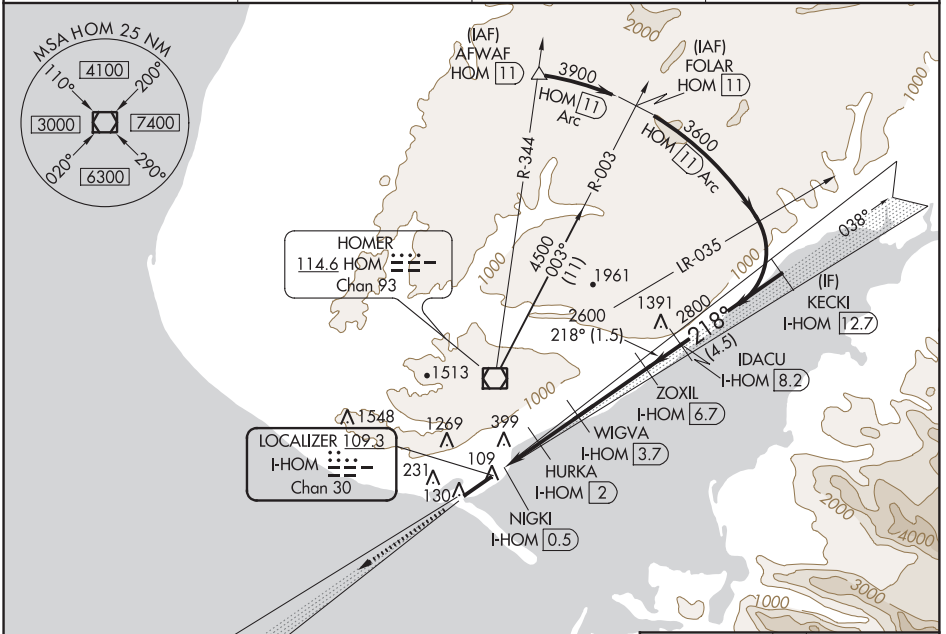 MSA HOM 25 NM
110°
4100
200°
3000
7400
020°
6300
290°
(IAF)
AFWAF
HOM 11
3900
HOM 11
Arc
(IAF)
FOLAR
HOM 11
2000
1000
3600
HOM 11 Arc
R-344
R-003
4500
003°
(11)
LR-035
1000
038°
HOMER
114.6 HOM
Chan 93
1000
1961
1391
2600
2800
218° (1.5)
218°
(4.5)
(IF)
KECKI
I-HOM 12.7
IDACU
I-HOM 8.2
ZOXIL
I-HOM 6.7
WIGVA
I-HOM 3.7
HURKA
I-HOM 2
NIGKI
I-HOM 0.5
1513
1000
1548
1269
399
LOCALIZER 109.3
I-HOM
Chan 30
109
231
130
2000
4000
3000
1000